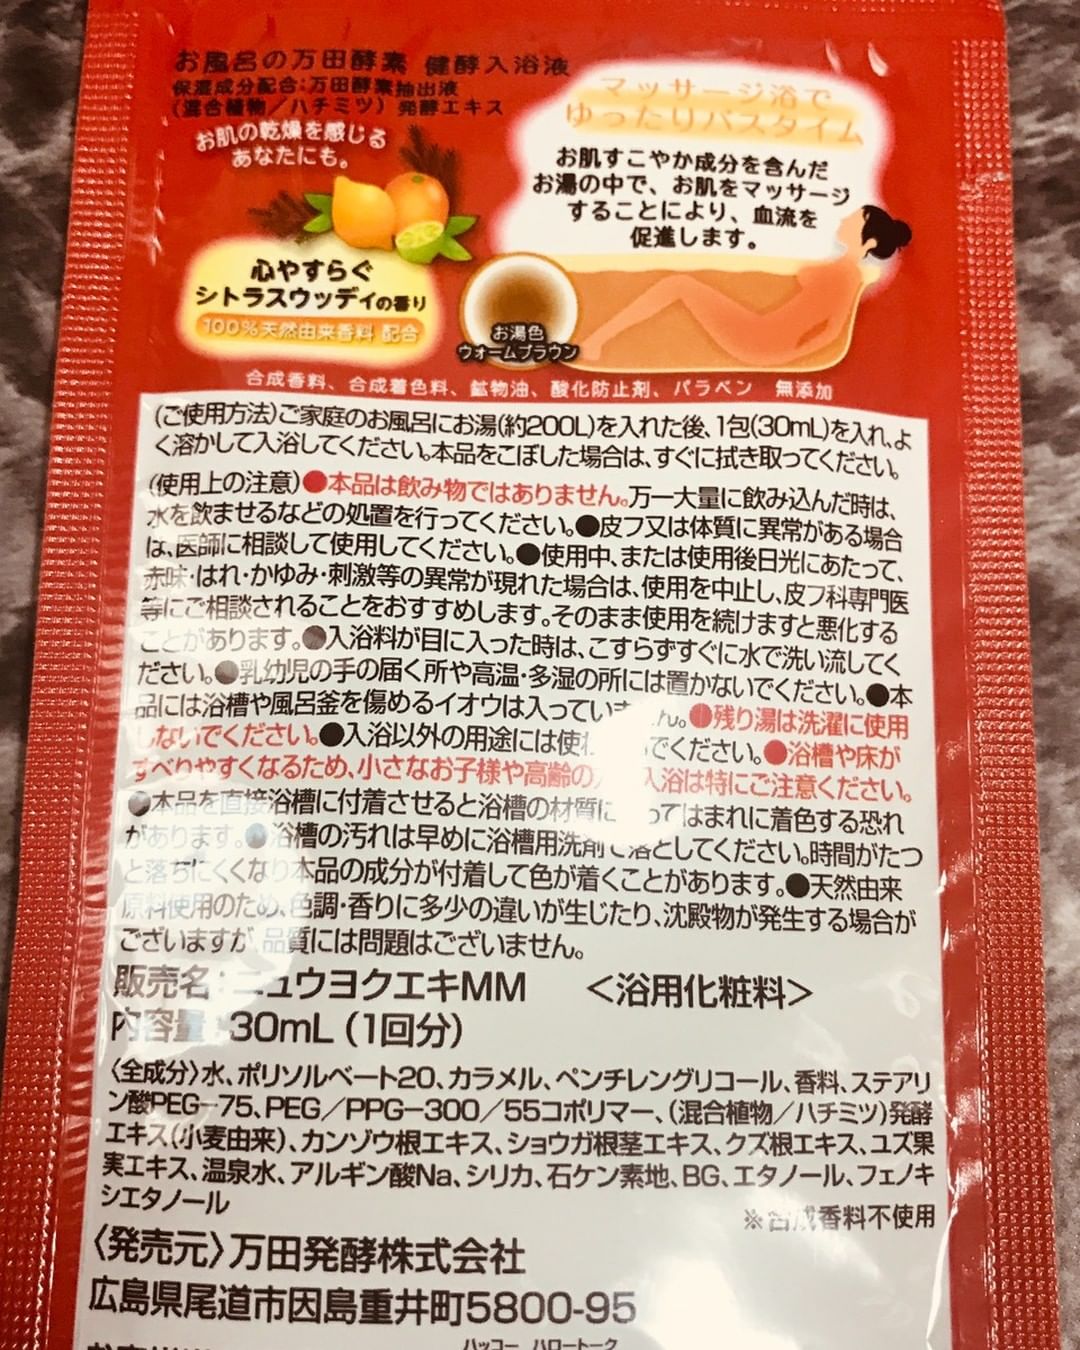 お風呂の万田酵素 健酵入浴液
保湿成分配合:万田酵素抽出液
(混合植物/ハチミツ) 発酵エキス
お肌の乾燥を感じる
あなたにも。
マッサージ浴で
ゆったりバスタイム
お肌すこやか成分を含んだ
お湯の中で、お肌をマッサージ
することにより、血流を
促進します。
心やすらぐ
シトラスウッディの香り
100%天然由来香料 配合
お湯色
ウォームブラウン
合成香料、合成着色料、鉱物油、酸化防止剤、パラベン 無添加
(ご使用方法)ご家庭のお風呂にお湯(約200L)を入れた後、1包(30mL)を入れ、よ
く溶かして入浴してください。本品をこぼした場合は、すぐに拭き取ってください。
(使用上の注意)●本品は飲み物ではありません。万一大量に飲み込んだ時は、
水を飲ませるなどの処置を行ってください。●皮フ又は体質に異常がある場合
は、医師に相談して使用してください。●使用中、または使用後日光にあたって、
赤味・はれ・かゆみ・刺激等の異常が現れた場合は、使用を中止し、皮フ科専門医
等にご相談されることをおすすめします。そのまま使用を続けますと悪化する
ことがあります。●入浴料が目に入った時は、こすらずすぐに水で洗い流してく
ださい。●乳幼児の手の届く所や高温・多湿の所には置かないでください。●本
品には浴槽や風呂釜を傷めるイオウは入ってい ん。●残り湯は洗濯に使用
しないでください。●入浴以外の用途には使わ でください。●浴槽や床が
すべりやすくなるため、小さなお子様や高齢の 入浴は特にご注意ください。
●本品を直接浴槽に付着させると浴槽の材質に ってはまれに着色する恐れ
があります。●浴槽の汚れは早めに浴槽用洗剤で落としてください。時間がたつ
と落ちにくくなり本品の成分が付着して色が着くことがあります。●天然由来
原料使用のため、色調・香りに多少の違いが生じたり、沈殿物が発生する場合が
ございますが、品質には問題はございません。
販売名:ニュウヨクエキMM <浴用化粧料>
内容量:30mL (1回分)
〈全成分〉水、ポリソルベート20、カラメル、ペンチレングリコール、香料、ステアリ
ン酸PEG-75、PEG/PPG-300/55コポリマー、(混合植物/ハチミツ)発酵
エキス(小麦由来)、カンゾウ根エキス、ショウガ根茎エキス、クズ根エキス、ユズ果
実エキス、温泉水、アルギン酸Na、シリカ、石ケン素地、BG、エタノール、フェノキ
シエタノール
※合成香料不使用
〈発売元〉万田発酵株式会社
広島県尾道市因島重井町5800-95
ハッコー ハロートーク